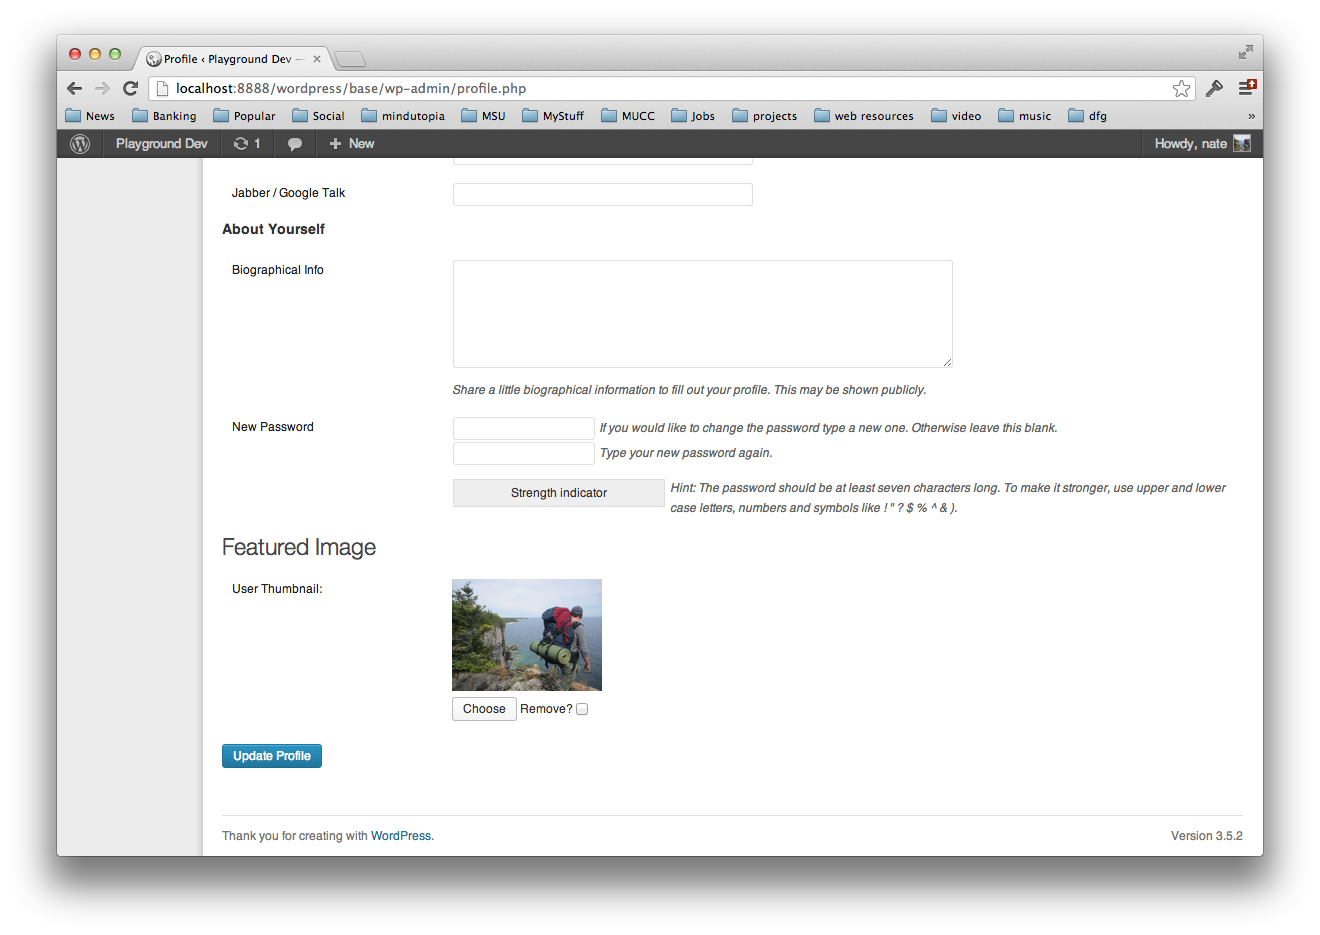 Profile ‹ Playground Dev —
localhost:8888/wordpress/base/wp-admin/profile.php
News Banking Popular Social mindutopia MSU MyStuff MUCC Jobs projects web resources video music dfg »
Playground Dev 1 + New Howdy, nate
Jabber / Google Talk
About Yourself
Biographical Info
Share a little biographical information to fill out your profile. This may be shown publicly.
New Password If you would like to change the password type a new one. Otherwise leave this blank.
Type your new password again.
Strength indicator Hint: The password should be at least seven characters long. To make it stronger, use upper and lower
case letters, numbers and symbols like ! " ? $ % ^ & ).
Featured Image
User Thumbnail:
Choose Remove?
Update Profile
Thank you for creating with WordPress. Version 3.5.2